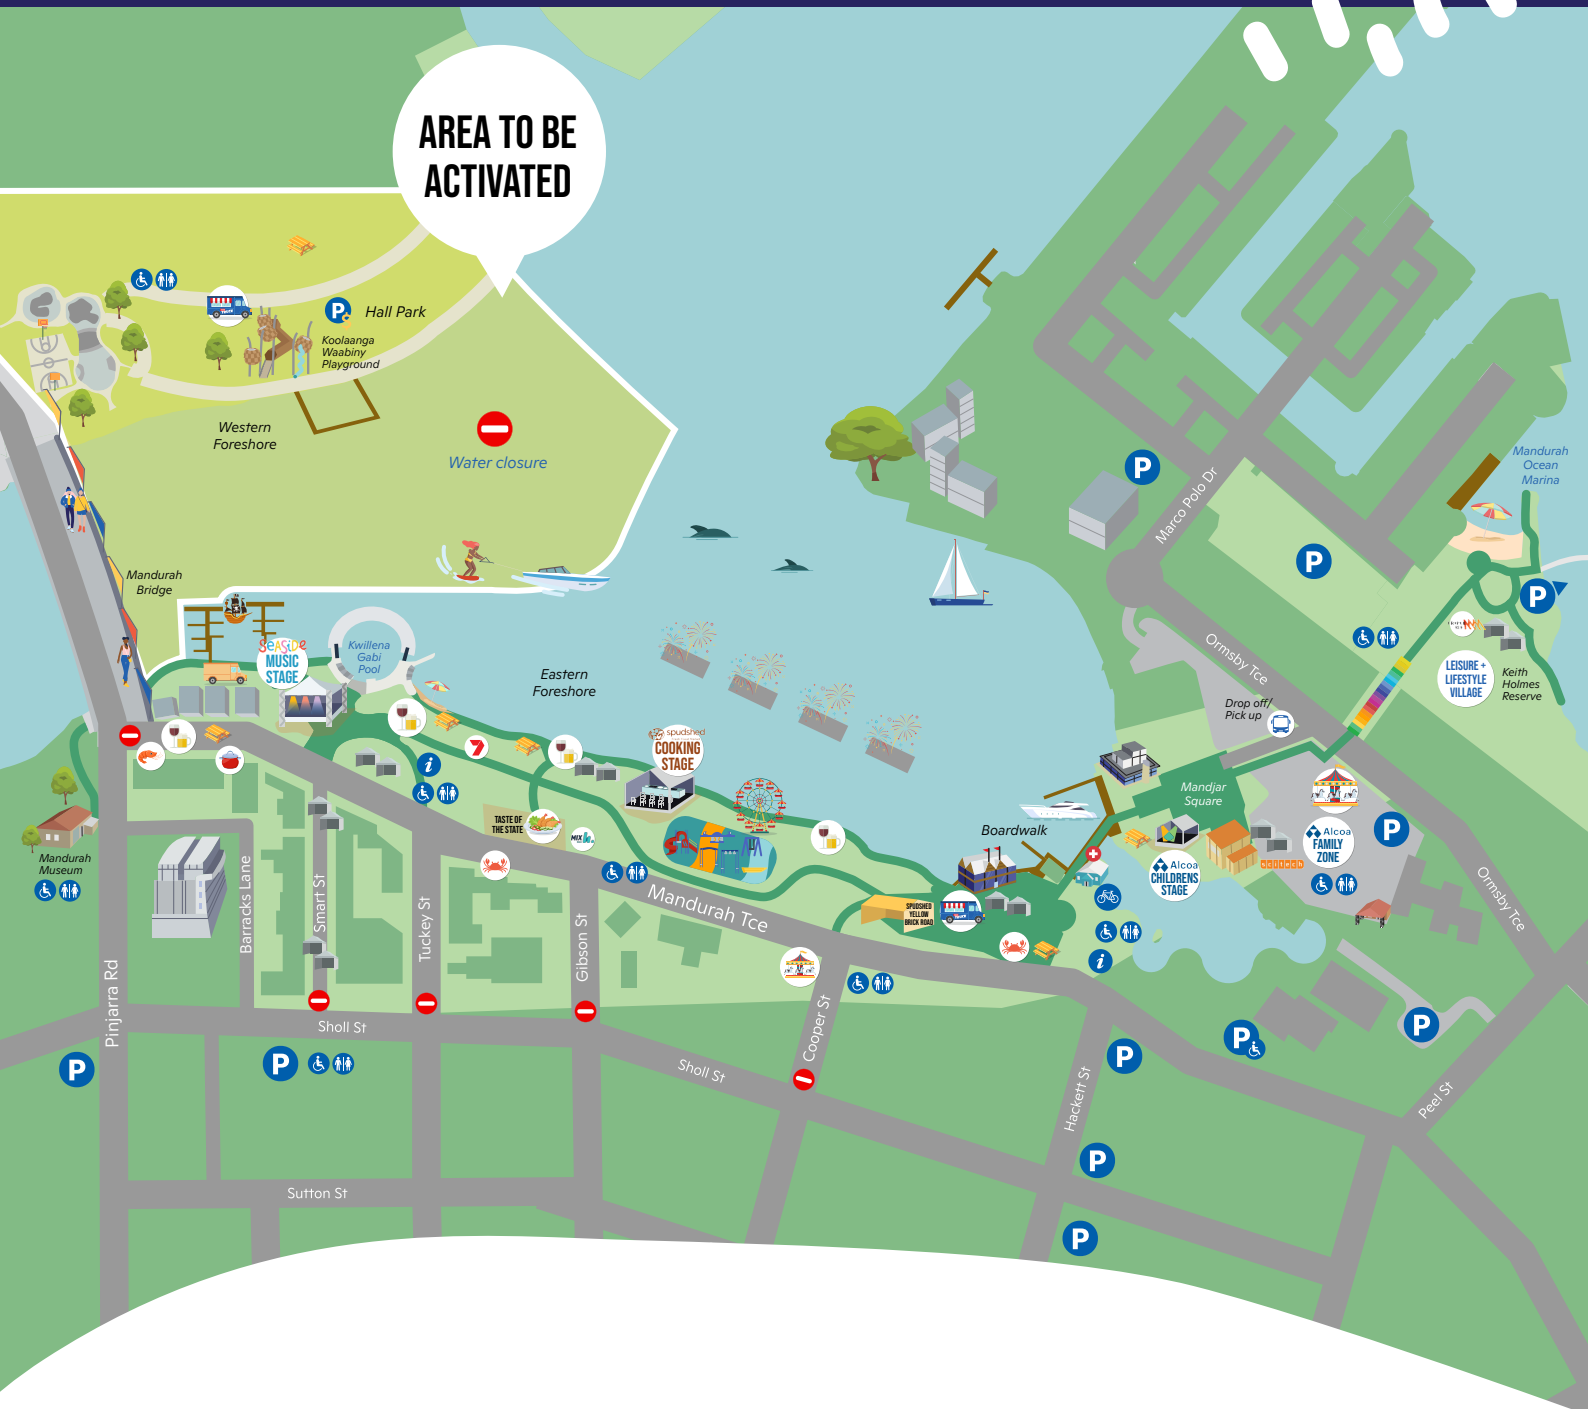 AREA TO BE
ACTIVATED
Hall Park
Koolaanga
Waabiny
Playground
Western
Foreshore
Water closure
Mandurah
Bridge
SEASIDE
MUSIC
STAGE
Kwillena
Gabi
Pool
Eastern
Foreshore
spudshed
COOKING
STAGE
TASTE OF
THE STATE
MIX
Boardwalk
SPUDSHED
YELLOW
BRICK ROAD
Mandjar
Square
Alcoa
CHILDRENS
STAGE
Alcoa
FAMILY
ZONE
scitech
Drop off/
Pick up
LEISURE +
LIFESTYLE
VILLAGE
Keith
Holmes
Reserve
Mandurah
Ocean
Marina
Marco Polo Dr
Ormsby Tce
Ormsby Tce
Mandurah
Museum
Pinjarra Rd
Barracks Lane
Smart St
Tuckey St
Gibson St
Mandurah Tce
Cooper St
Hackett St
Peel St
Sholl St
Sholl St
Sutton St
P
P
P
P
P
P
P
P
P
P
P
P
P
i
i
7